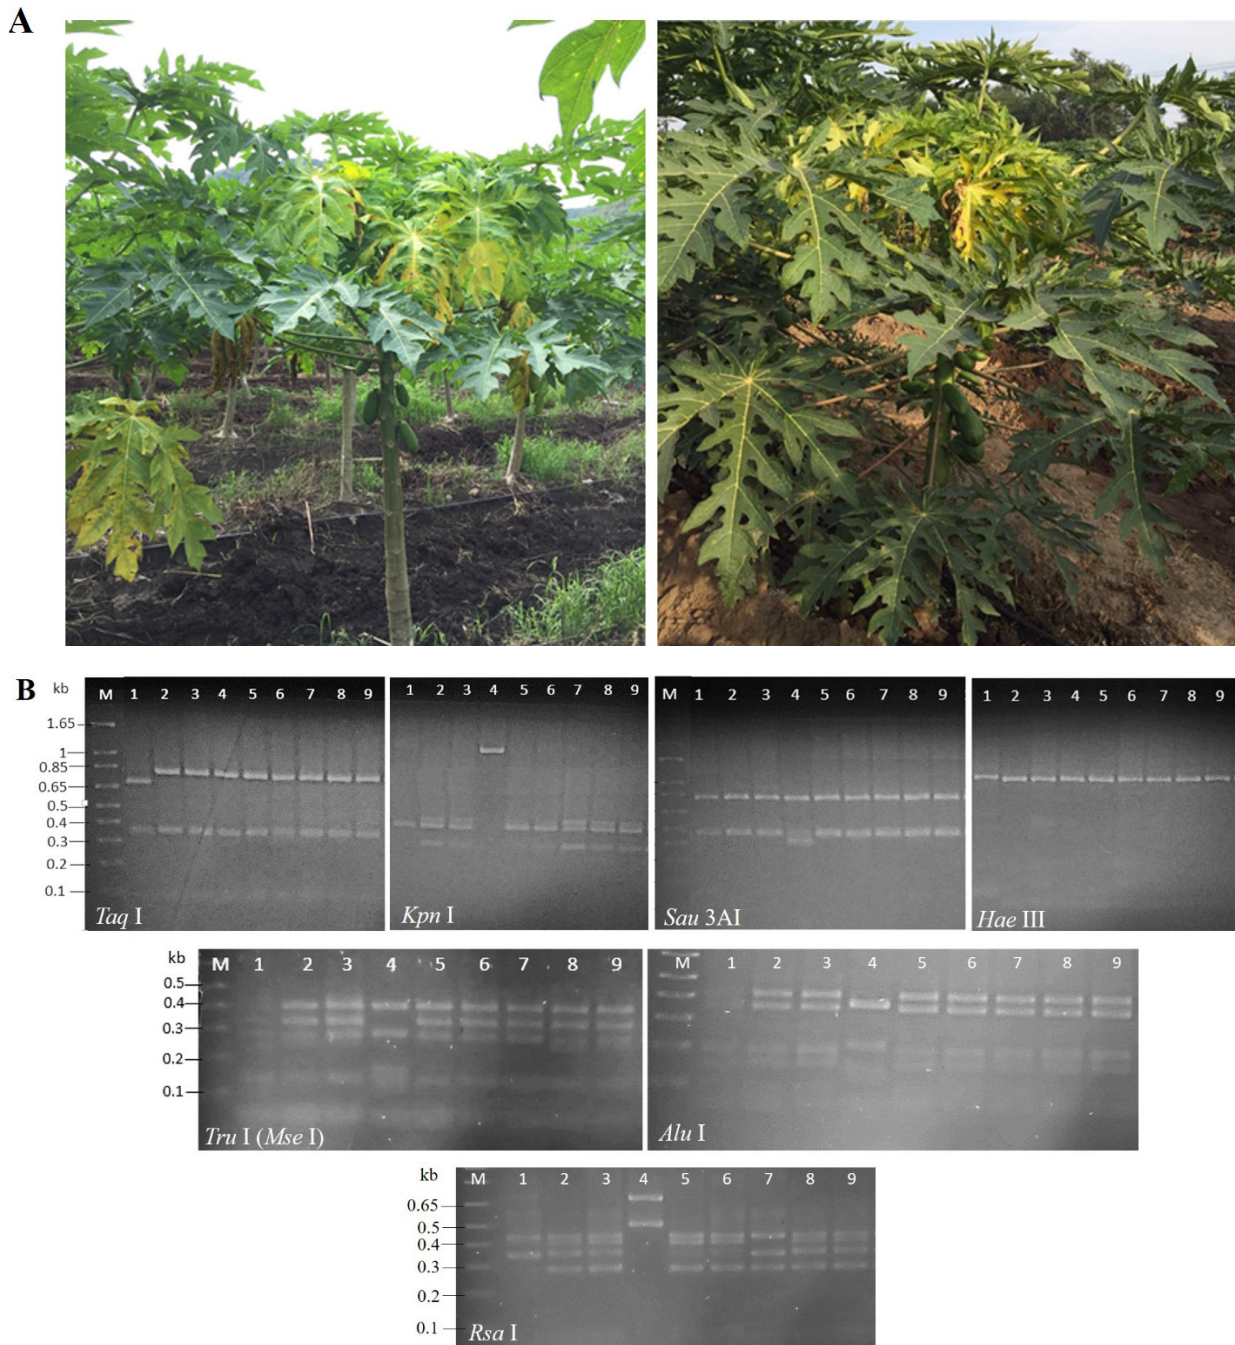 A
B
kb M 1 2 3 4 5 6 7 8 9
1.65
1
0.85
0.65
0.5
0.4
0.3
0.2
0.1
Taq I
1 2 3 4 5 6 7 8 9
Kpn I
M 1 2 3 4 5 6 7 8 9
Sau 3AI
1 2 3 4 5 6 7 8 9
Hae III
kb M 1 2 3 4 5 6 7 8 9
0.5
0.4
0.3
0.2
0.1
Tru I (Mse I)
M 1 2 3 4 5 6 7 8 9
Alu I
kb M 1 2 3 4 5 6 7 8 9
0.65
0.5
0.4
0.3
0.2
0.1
Rsa I